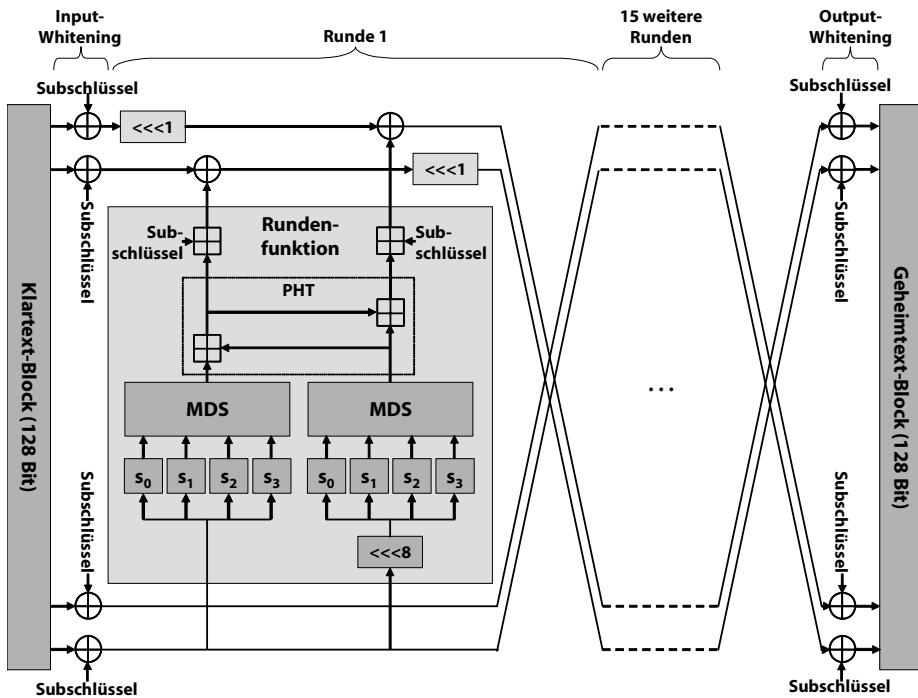 Input-
Whitening
Runde 1
15 weitere
Runden
Output-
Whitening
Subschlüssel
Subschlüssel
<<<1
<<<1
Subschlüssel
Subschlüssel
Runden-
funktion
Sub-
schlüssel
Sub-
schlüssel
PHT
Klartext-Block (128 Bit)
Geheimtext-Block (128 Bit)
...
MDS
MDS
S0
S1
S2
S3
S0
S1
S2
S3
<<<8
Subschlüssel
Subschlüssel
Subschlüssel
Subschlüssel